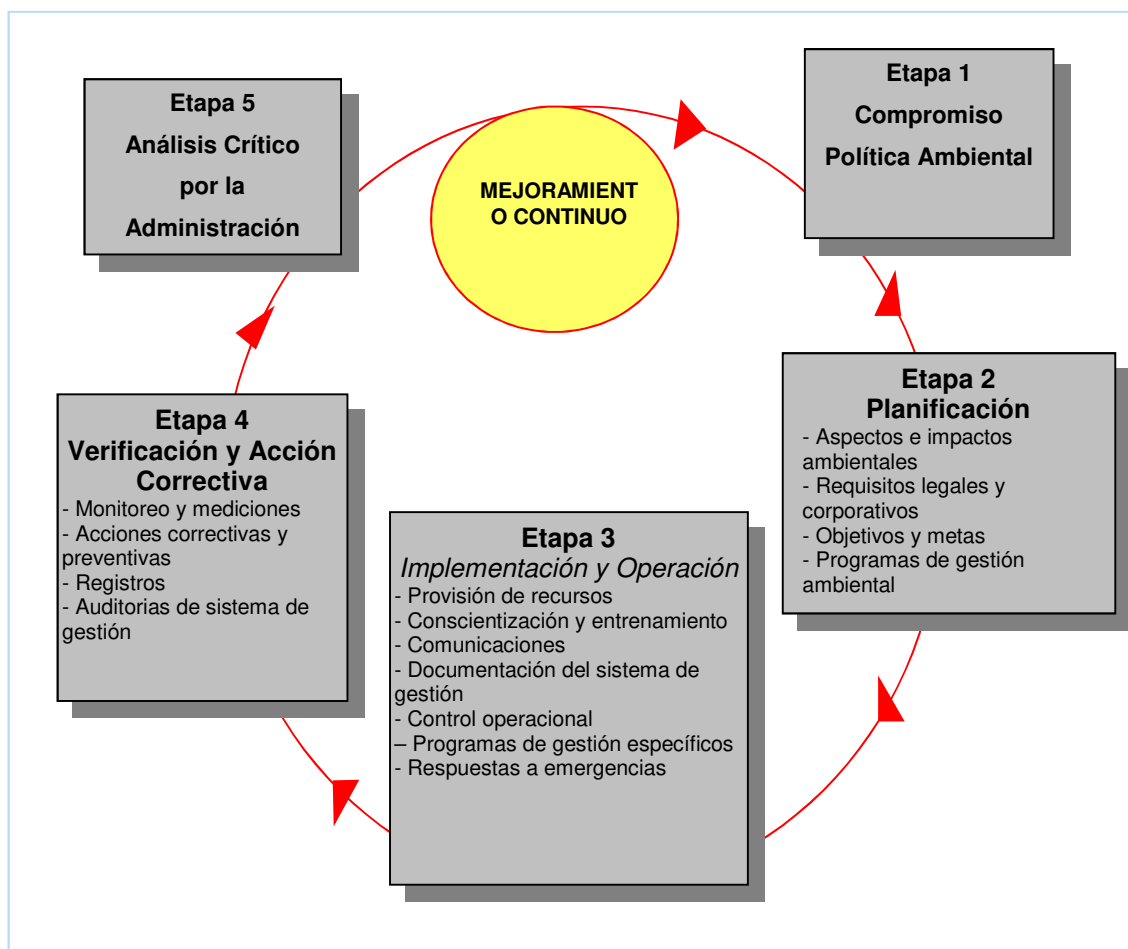 Etapa 5
Análisis Crítico
por la
Administración
MEJORAMIENT
O CONTINUO
Etapa 1
Compromiso
Política Ambiental
Etapa 2
Planificación
- Aspectos e impactos
ambientales
- Requisitos legales y
corporativos
- Objetivos y metas
- Programas de gestión
ambiental
Etapa 3
Implementación y Operación
- Provisión de recursos
- Conscientización y entrenamiento
- Comunicaciones
- Documentación del sistema de
gestión
- Control operacional
– Programas de gestión específicos
- Respuestas a emergencias
Etapa 4
Verificación y Acción
Correctiva
- Monitoreo y mediciones
- Acciones correctivas y
preventivas
- Registros
- Auditorias de sistema de
gestión